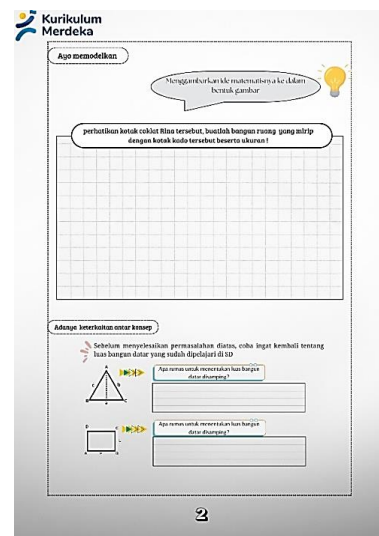 Kurikulum
Merdeka
Ayo memodelkan
Menggambarkan ide matematisnya ke dalam
bentuk gambar
perhatikan kotak coklat Rina tersebut, buatlah bangun ruang yang mirip
dengan kotak kado tersebut beserta ukuran !
Adanya keterkaitan antar konsep
Sebelum menyelesaikan permasalahan diatas, coba ingat kembali tentang
luas bangun datar yang sudah dipelajari di SD
Apa rumus untuk menentukan luas bangun
datar disamping?
A
B
C
Apa rumus untuk menentukan luas bangun
datar disamping?
D
2